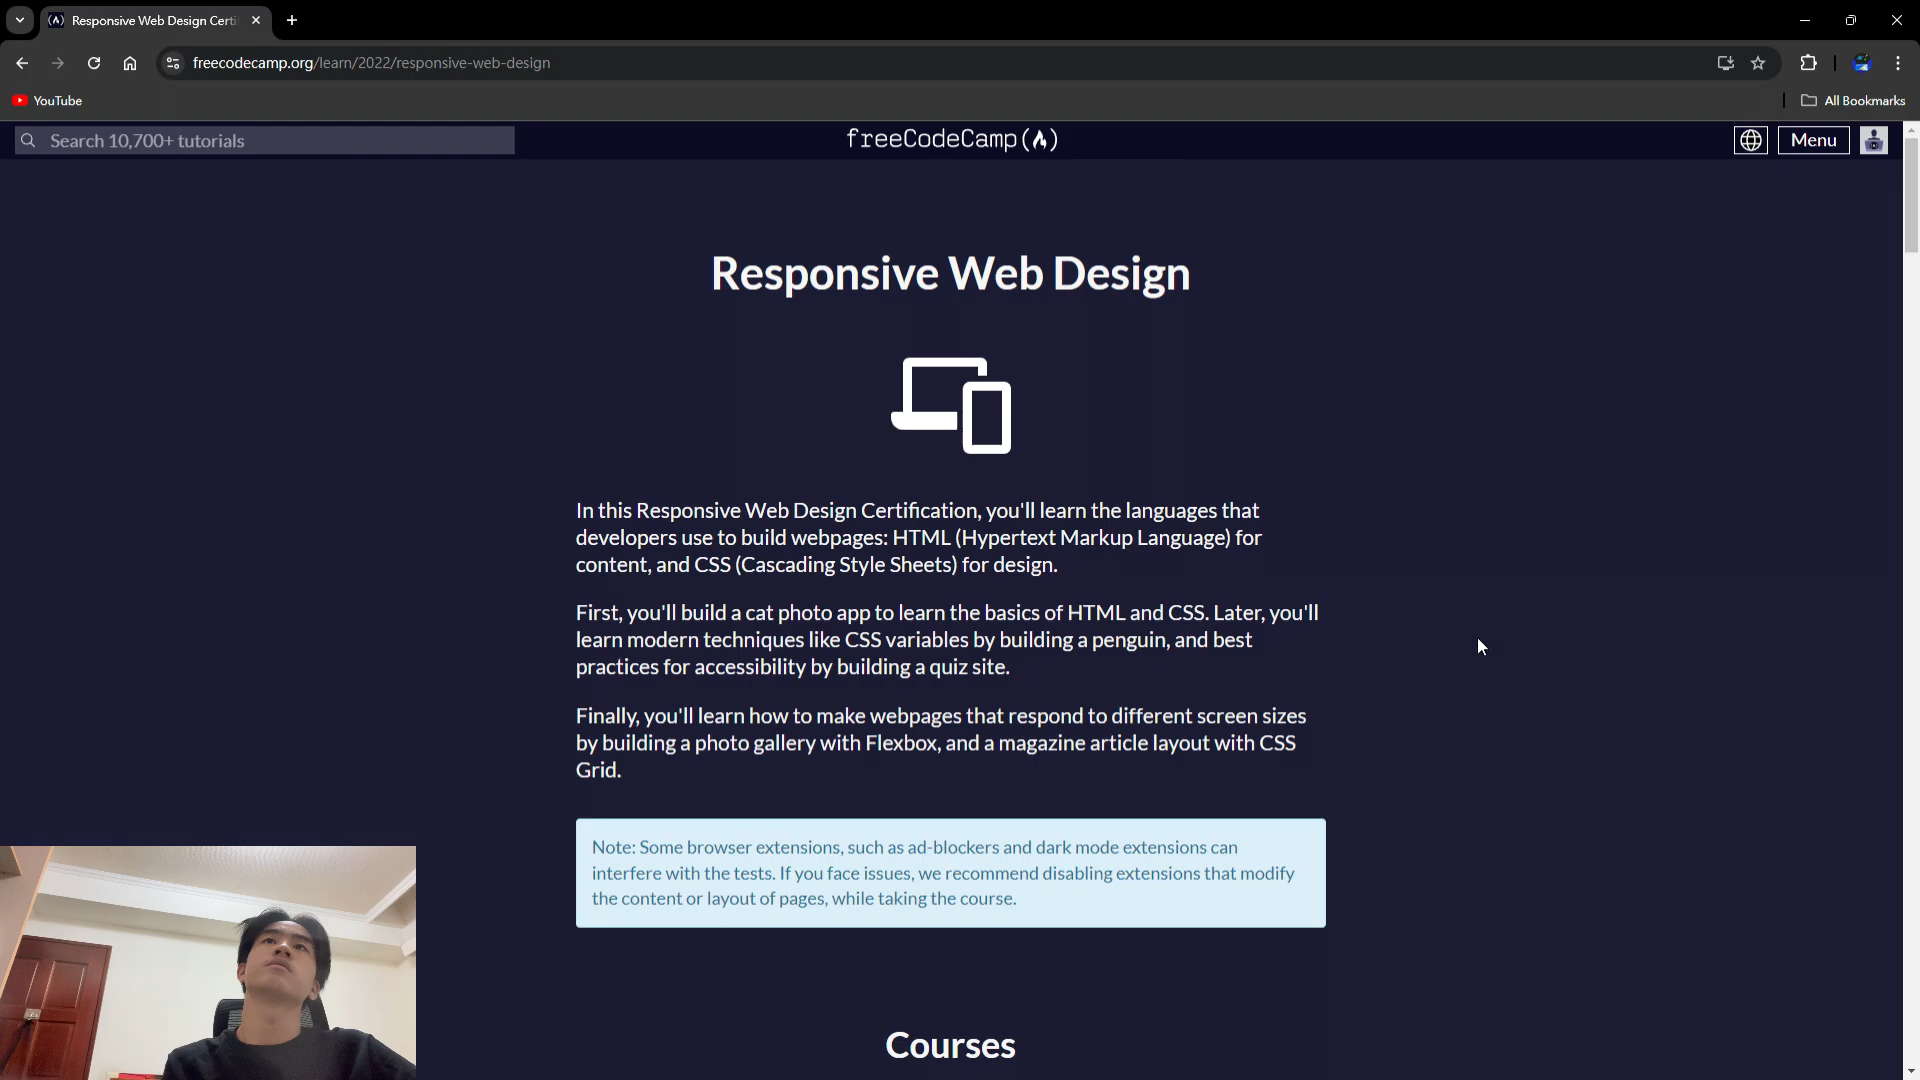 Responsive Web Design Certi
freecodecamp.org/learn/2022/responsive-web-design
YouTube
All Bookmarks
Search 10,700+ tutorials
freeCodeCamp
Menu
Responsive Web Design
In this Responsive Web Design Certification, you'll learn the languages that
developers use to build webpages: HTML (Hypertext Markup Language) for
content, and CSS (Cascading Style Sheets) for design.
First, you'll build a cat photo app to learn the basics of HTML and CSS. Later, you'll
learn modern techniques like CSS variables by building a penguin, and best
practices for accessibility by building a quiz site.
Finally, you'll learn how to make webpages that respond to different screen sizes
by building a photo gallery with Flexbox, and a magazine article layout with CSS
Grid.
Note: Some browser extensions, such as ad-blockers and dark mode extensions can
interfere with the tests. If you face issues, we recommend disabling extensions that modify
the content or layout of pages, while taking the course.
Courses